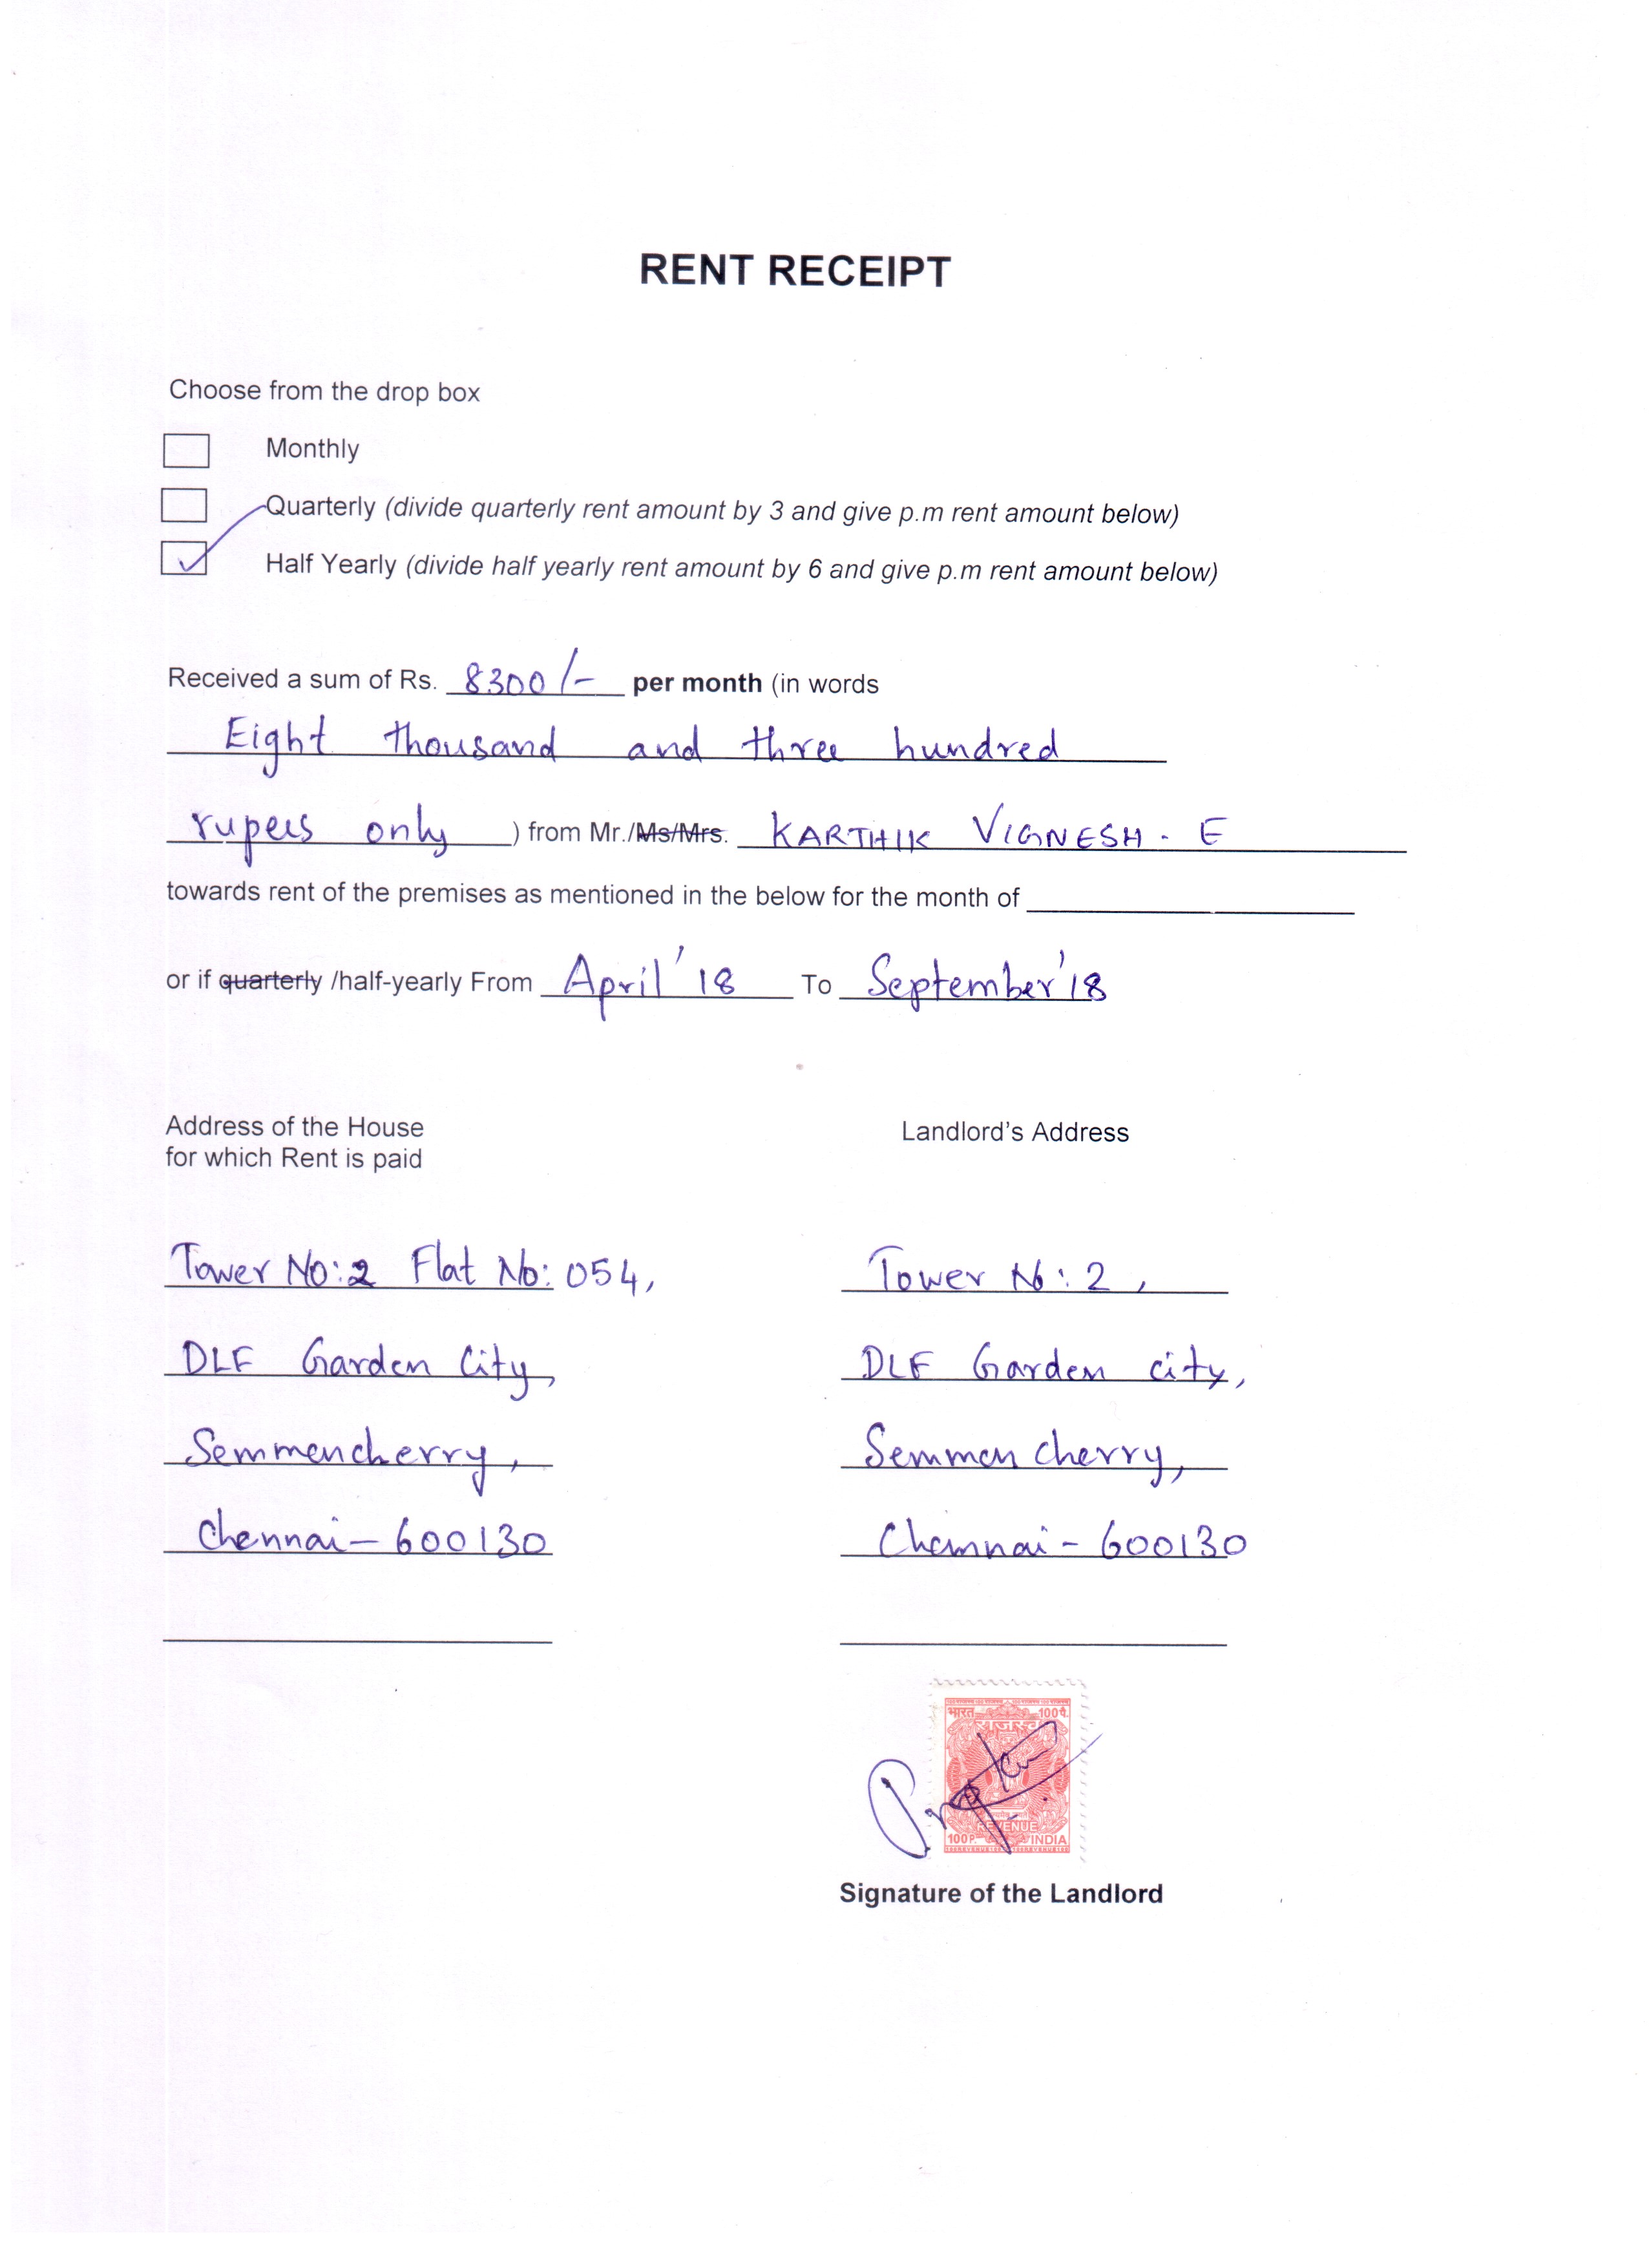 RENT RECEIPT
Choose from the drop box
Monthly
Quarterly (divide quarterly rent amount by 3 and give p.m rent amount below)
Half Yearly (divide half yearly rent amount by 6 and give p.m rent amount below)
Received a sum of Rs. 8300/- per month (in words
Eight thousand and three hundred
rupees only ) from Mr./Ms/Mrs. KARTHIK VIGNESH. E
towards rent of the premises as mentioned in the below for the month of
or if quarterly /half-yearly From April '18 To September '18
Address of the House
for which Rent is paid
Landlord's Address
Tower No:2 Flat No: 054,
DLF Garden City,
Semmencherry,
Chennai - 600130
Tower No: 2,
DLF Garden city,
Semmencherry,
Chennai - 600130
भारत 100प.
राजस्व
REVENUE
100P. INDIA
Signature of the Landlord